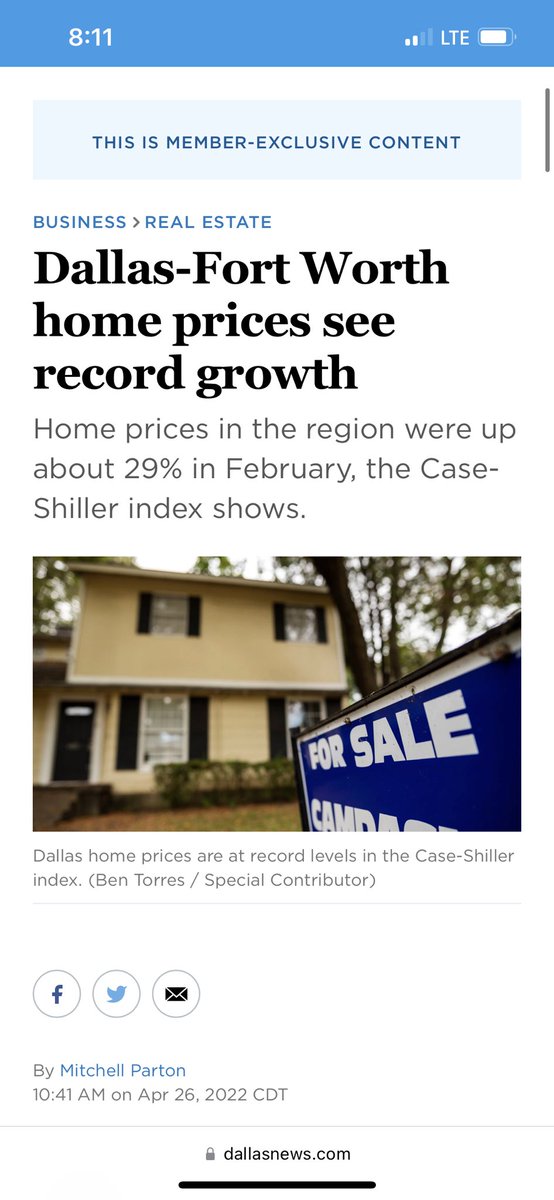 8:11
LTE
THIS IS MEMBER-EXCLUSIVE CONTENT
BUSINESS > REAL ESTATE
Dallas-Fort Worth
home prices see
record growth
Home prices in the region were up
about 29% in February, the Case-
Shiller index shows.
FOR SALE
Dallas home prices are at record levels in the Case-Shiller
index. (Ben Torres / Special Contributor)
By Mitchell Parton
10:41 AM on Apr 26, 2022 CDT
dallasnews.com